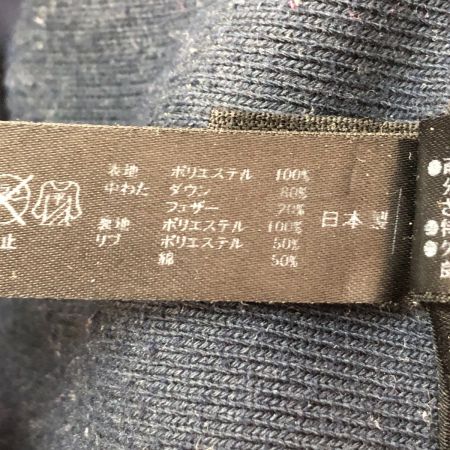 表地 ポリエステル 100%
中わた ダウン 80%
フェザー 20%
裏地 ポリエステル 100%
リブ ポリエステル 50%
綿 50%
日本製
止